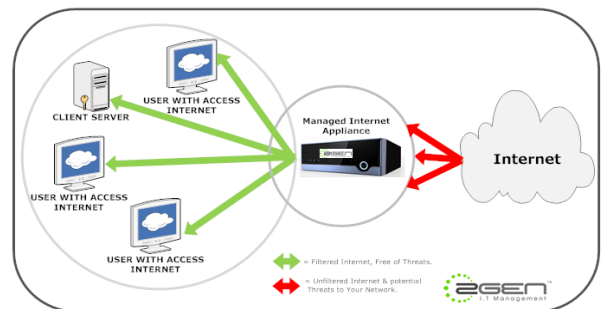 USER WITH ACCESS
INTERNET
CLIENT SERVER
Managed Internet
Appliance
2GEN
Internet
USER WITH ACCESS
INTERNET
USER WITH ACCESS
INTERNET
= Filtered Internet, Free of Threats.
= Unfiltered Internet & potential
Threats to Your Network.
2GEN™
I.T Management